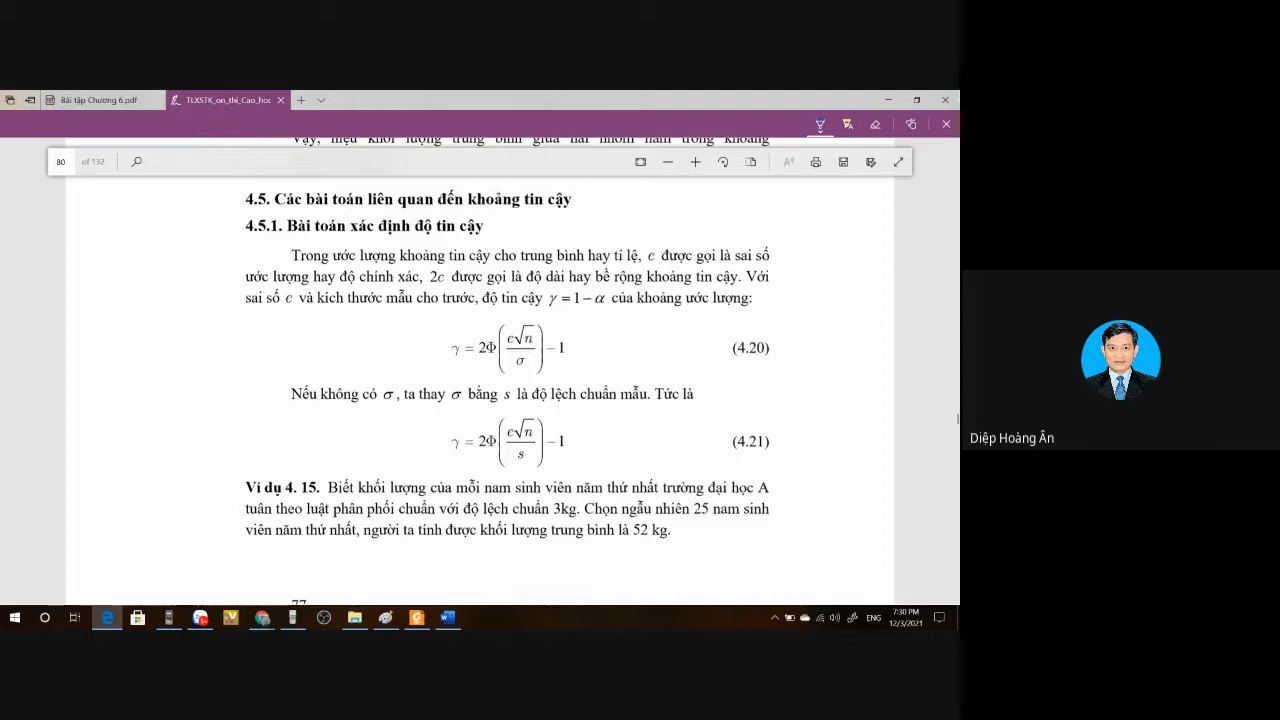 Bài tập Chương 6.pdf
TLXSTK_on_thi_Cao_hoc
80 of 132
4.5. Các bài toán liên quan đến khoảng tin cậy
4.5.1. Bài toán xác định độ tin cậy
Trong ước lượng khoảng tin cậy cho trung bình hay tỉ lệ, e được gọi là sai số
ước lượng hay độ chính xác, 2e được gọi là độ dài hay bề rộng khoảng tin cậy. Với
sai số e và kích thước mẫu cho trước, độ tin cậy γ = 1 − α của khoảng ước lượng:
γ = 2Φ(e√n/σ) − 1 (4.20)
Nếu không có σ, ta thay σ bằng s là độ lệch chuẩn mẫu. Tức là
γ = 2Φ(e√n/s) − 1 (4.21)
Ví dụ 4. 15. Biết khối lượng của mỗi nam sinh viên năm thứ nhất trường đại học A
tuân theo luật phân phối chuẩn với độ lệch chuẩn 3kg. Chọn ngẫu nhiên 25 nam sinh
viên năm thứ nhất, người ta tính được khối lượng trung bình là 52 kg.
ENG
7:30 PM
12/3/2021
Diệp Hoàng Ân